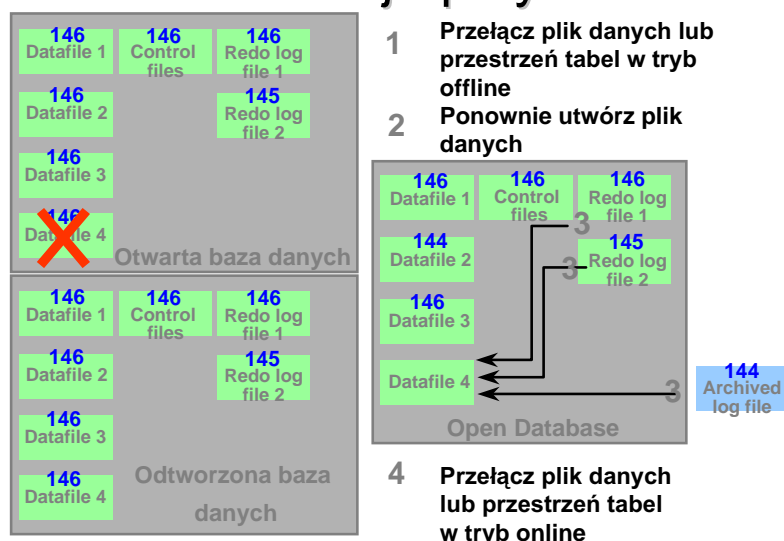 146
Datafile 1
146
Control
files
146
Redo log
file 1
146
Datafile 2
145
Redo log
file 2
146
Datafile 3
146
Datafile 4
Otwarta baza danych
146
Datafile 1
146
Control
files
146
Redo log
file 1
146
Datafile 2
145
Redo log
file 2
146
Datafile 3
146
Datafile 4
Odtworzona baza
danych
1
Przełącz plik danych lub
przestrzeń tabel w tryb
offline
2
Ponownie utwórz plik
danych
146
Datafile 1
146
Control
files
146
Redo log
file 1
3
144
Datafile 2
145
Redo log
file 2
3
146
Datafile 3
Datafile 4
3
144
Archived
log file
Open Database
4
Przełącz plik danych
lub przestrzeń tabel
w tryb online